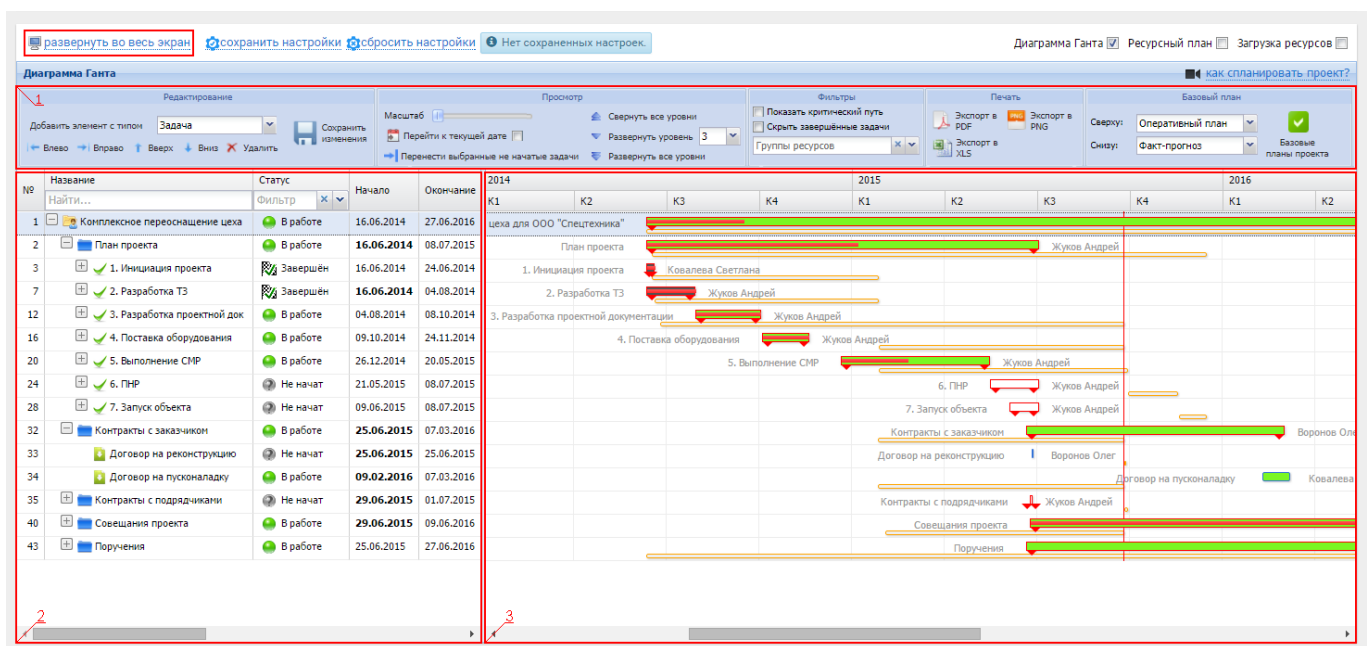 развернуть во весь экран сохранить настройки сбросить настройки Нет сохраненных настроек. Диаграмма Ганта Ресурсный план Загрузка ресурсов
Диаграмма Ганта как спланировать проект?
1 Редактирование Просмотр Фильтры Печать Базовый план
Добавить элемент с типом Задача Сохранить изменения
Влево Вправо Вверх Вниз Удалить
Масштаб Свернуть все уровни
Перейти к текущей дате Развернуть уровень 3
Перенести выбранные не начатые задачи Развернуть все уровни
Показать критический путь
Скрыть завершённые задачи
Группы ресурсов
Экспорт в PDF Экспорт в PNG
Экспорт в XLS
Сверху: Оперативный план
Снизу: Факт-прогноз
Базовые планы проекта
№ Название Статус Начало Окончание
Найти... Фильтр
1 Комплексное переоснащение цеха В работе 16.06.2014 27.06.2016
2 План проекта В работе 16.06.2014 08.07.2015
3 1. Инициация проекта Завершён 16.06.2014 24.06.2014
7 2. Разработка ТЗ Завершён 16.06.2014 04.08.2014
12 3. Разработка проектной док В работе 04.08.2014 08.10.2014
16 4. Поставка оборудования В работе 09.10.2014 24.11.2014
20 5. Выполнение СМР В работе 26.12.2014 20.05.2015
24 6. ПНР Не начат 21.05.2015 08.07.2015
28 7. Запуск объекта Не начат 09.06.2015 08.07.2015
32 Контракты с заказчиком В работе 25.06.2015 07.03.2016
33 Договор на реконструкцию Не начат 25.06.2015 25.06.2015
34 Договор на пусконаладку В работе 09.02.2016 07.03.2016
35 Контракты с подрядчиками Не начат 29.06.2015 01.07.2015
40 Совещания проекта В работе 29.06.2015 09.06.2016
43 Поручения В работе 25.06.2015 27.06.2016
2
2014 2015 2016
К1 К2 К3 К4 К1 К2 К3 К4 К1 К2
цеха для ООО "Спецтехника"
План проекта Жуков Андрей
1. Инициация проекта Ковалева Светлана
2. Разработка ТЗ Жуков Андрей
3. Разработка проектной документации Жуков Андрей
4. Поставка оборудования Жуков Андрей
5. Выполнение СМР Жуков Андрей
6. ПНР Жуков Андрей
7. Запуск объекта Жуков Андрей
Контракты с заказчиком Воронов Оле
Договор на реконструкцию Воронов Олег
Договор на пусконаладку Ковалева
Контракты с подрядчиками Жуков Андрей
Совещания проекта
Поручения
3